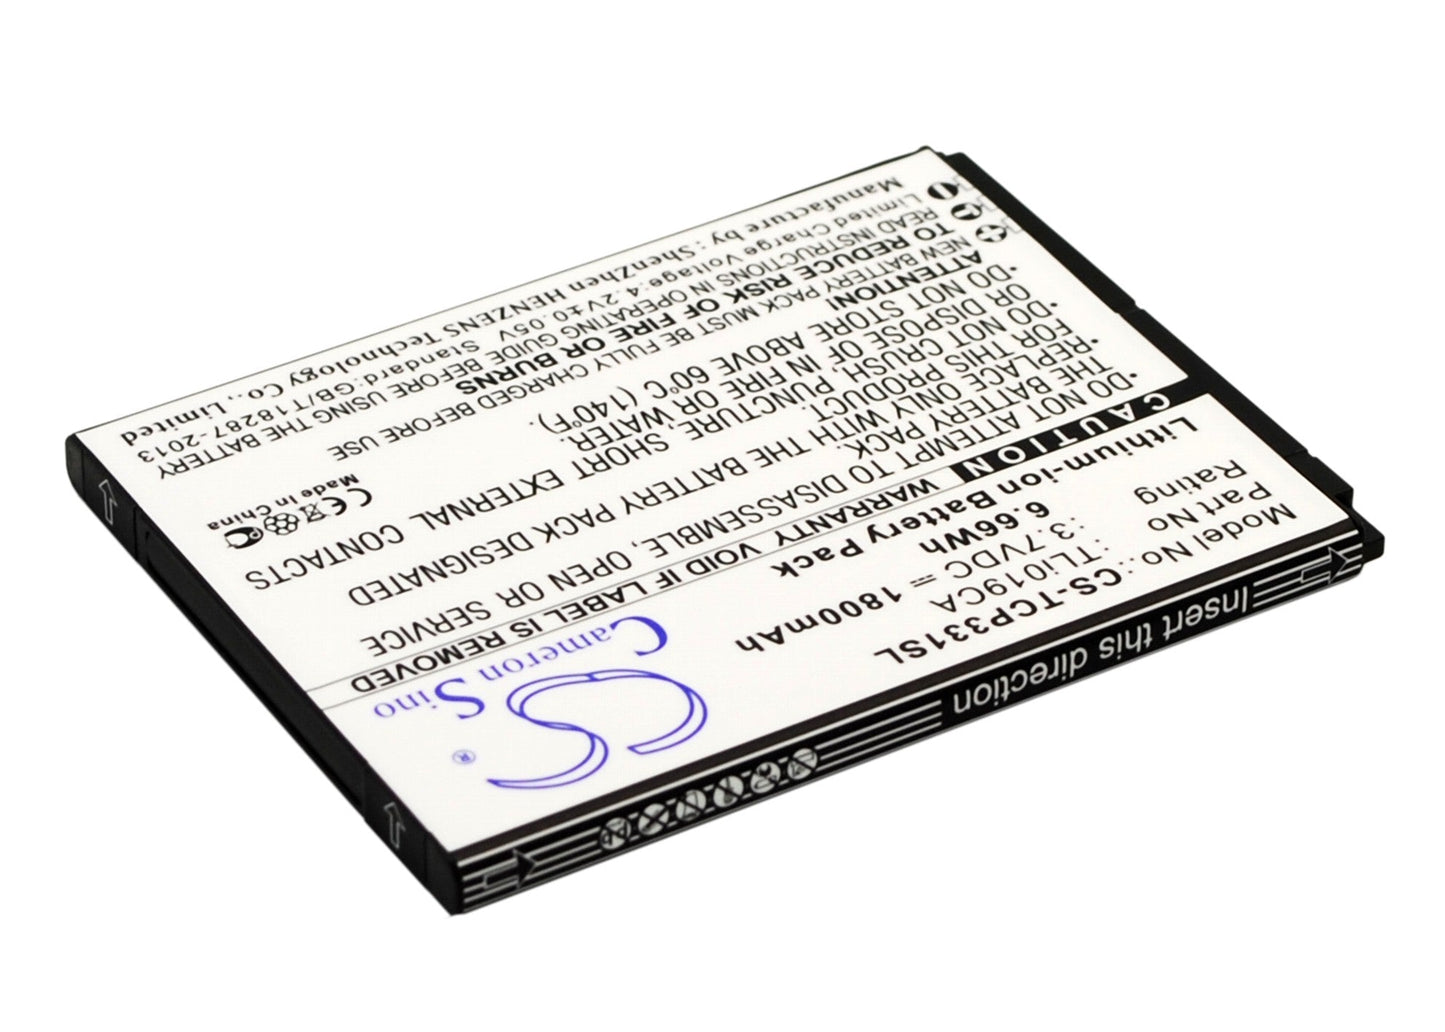 Model No.: CS-TCP331SL
Part No : TLi019CA
Rating : 3.7VDC = 1800mAh
6.66Wh
Lithium-ion Battery Pack
CAUTION WARRANTY VOID IF LABEL IS REMOVED
•DO NOT ATTEMPT TO DISASSEMBLE, OPEN OR SERVICE
THE BATTERY PACK.
•REPLACE ONLY WITH THE BATTERY PACK DESIGNATED
FOR THIS PRODUCT.
•DO NOT CRUSH, PUNCTURE, SHORT EXTERNAL CONTACTS
OR DISPOSE OF IN FIRE OR WATER.
•DO NOT STORE ABOVE 60°C (140°F).
ATTENTION!
NEW BATTERY PACK MUST BE FULLY CHARGED BEFORE USE
TO REDUCE RISK OF FIRE OR BURNS
READ INSTRUCTIONS IN OPERATING GUIDE BEFORE USING THE BATTERY
Limited Charge Voltage:4.2V±0.05V Standard:GB/T18287-2013
Manufacture by: ShenZhen HENZENS Technology Co., Limited
CE
Made in China
CS
Cameron Sino
®
Insert this direction